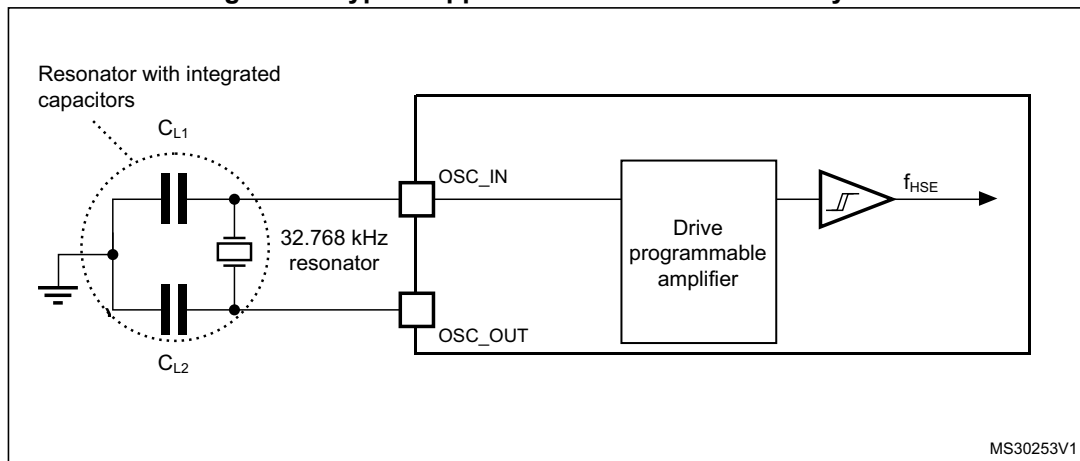 Resonator with integrated
capacitors
CL1
OSC_IN
fHSE
32.768 kHz
resonator
Drive
programmable
amplifier
OSC_OUT
CL2
MS30253V1